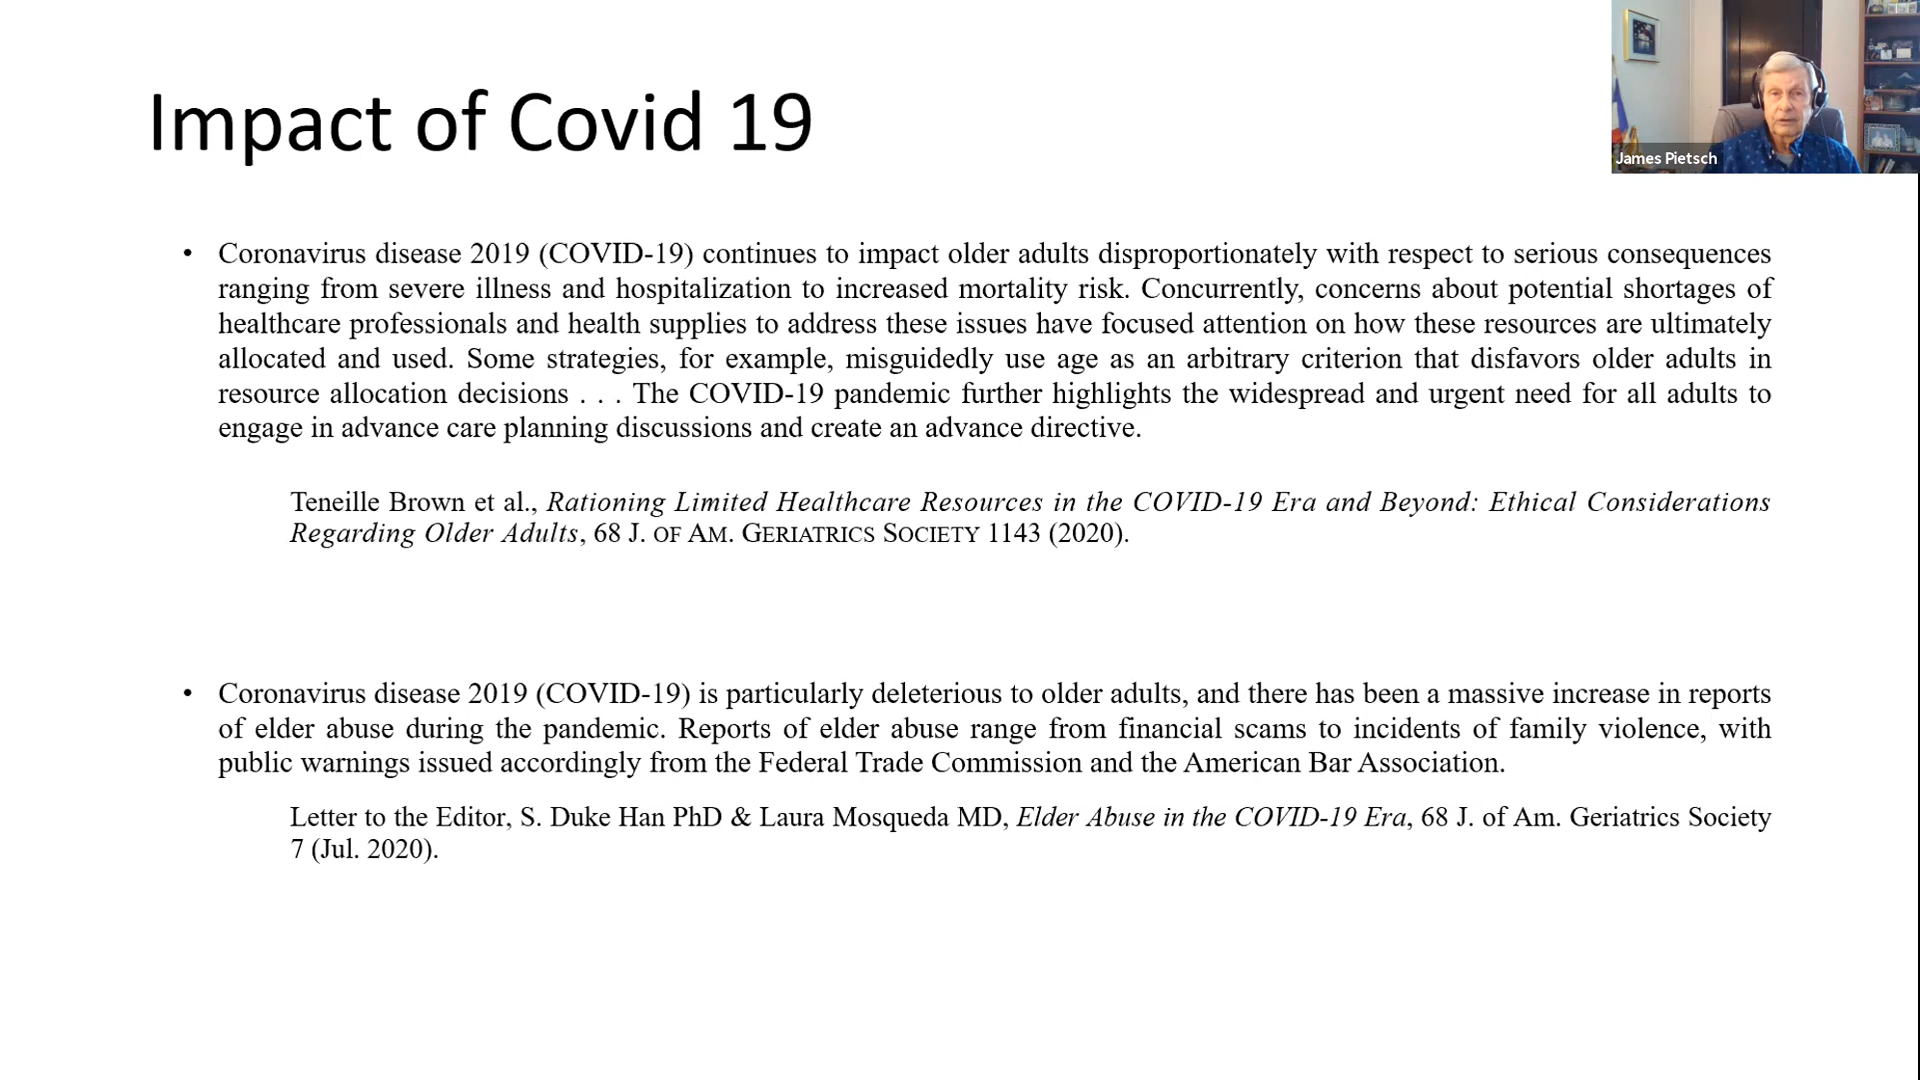 Impact of Covid 19
James Pietsch
• Coronavirus disease 2019 (COVID-19) continues to impact older adults disproportionately with respect to serious consequences
ranging from severe illness and hospitalization to increased mortality risk. Concurrently, concerns about potential shortages of
healthcare professionals and health supplies to address these issues have focused attention on how these resources are ultimately
allocated and used. Some strategies, for example, misguidedly use age as an arbitrary criterion that disfavors older adults in
resource allocation decisions . . . The COVID-19 pandemic further highlights the widespread and urgent need for all adults to
engage in advance care planning discussions and create an advance directive.
Teneille Brown et al., Rationing Limited Healthcare Resources in the COVID-19 Era and Beyond: Ethical Considerations
Regarding Older Adults, 68 J. OF AM. GERIATRICS SOCIETY 1143 (2020).
• Coronavirus disease 2019 (COVID-19) is particularly deleterious to older adults, and there has been a massive increase in reports
of elder abuse during the pandemic. Reports of elder abuse range from financial scams to incidents of family violence, with
public warnings issued accordingly from the Federal Trade Commission and the American Bar Association.
Letter to the Editor, S. Duke Han PhD & Laura Mosqueda MD, Elder Abuse in the COVID-19 Era, 68 J. of Am. Geriatrics Society
7 (Jul. 2020).